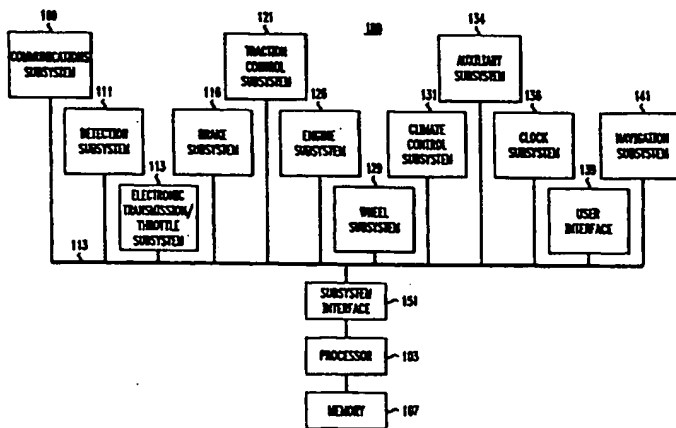 121
134
100
TRACTION
CONTROL
SUBSYSTEM
COMMUNICATIONS
SUBSYSTEM
AUXILIARY
SUBSYSTEM
111
116
126
131
136
141
DETECTION
SUBSYSTEM
BRAKE
SUBSYSTEM
ENGINE
SUBSYSTEM
CLIMATE
CONTROL
SUBSYSTEM
CLOCK
SUBSYSTEM
NAVIGATION
SUBSYSTEM
113
129
139
ELECTRONIC
TRANSMISSION/
THROTTLE
SUBSYSTEM
WHEEL
SUBSYSTEM
USER
INTERFACE
113
SUBSYSTEM
INTERFACE
151
PROCESSOR
103
MEMORY
107